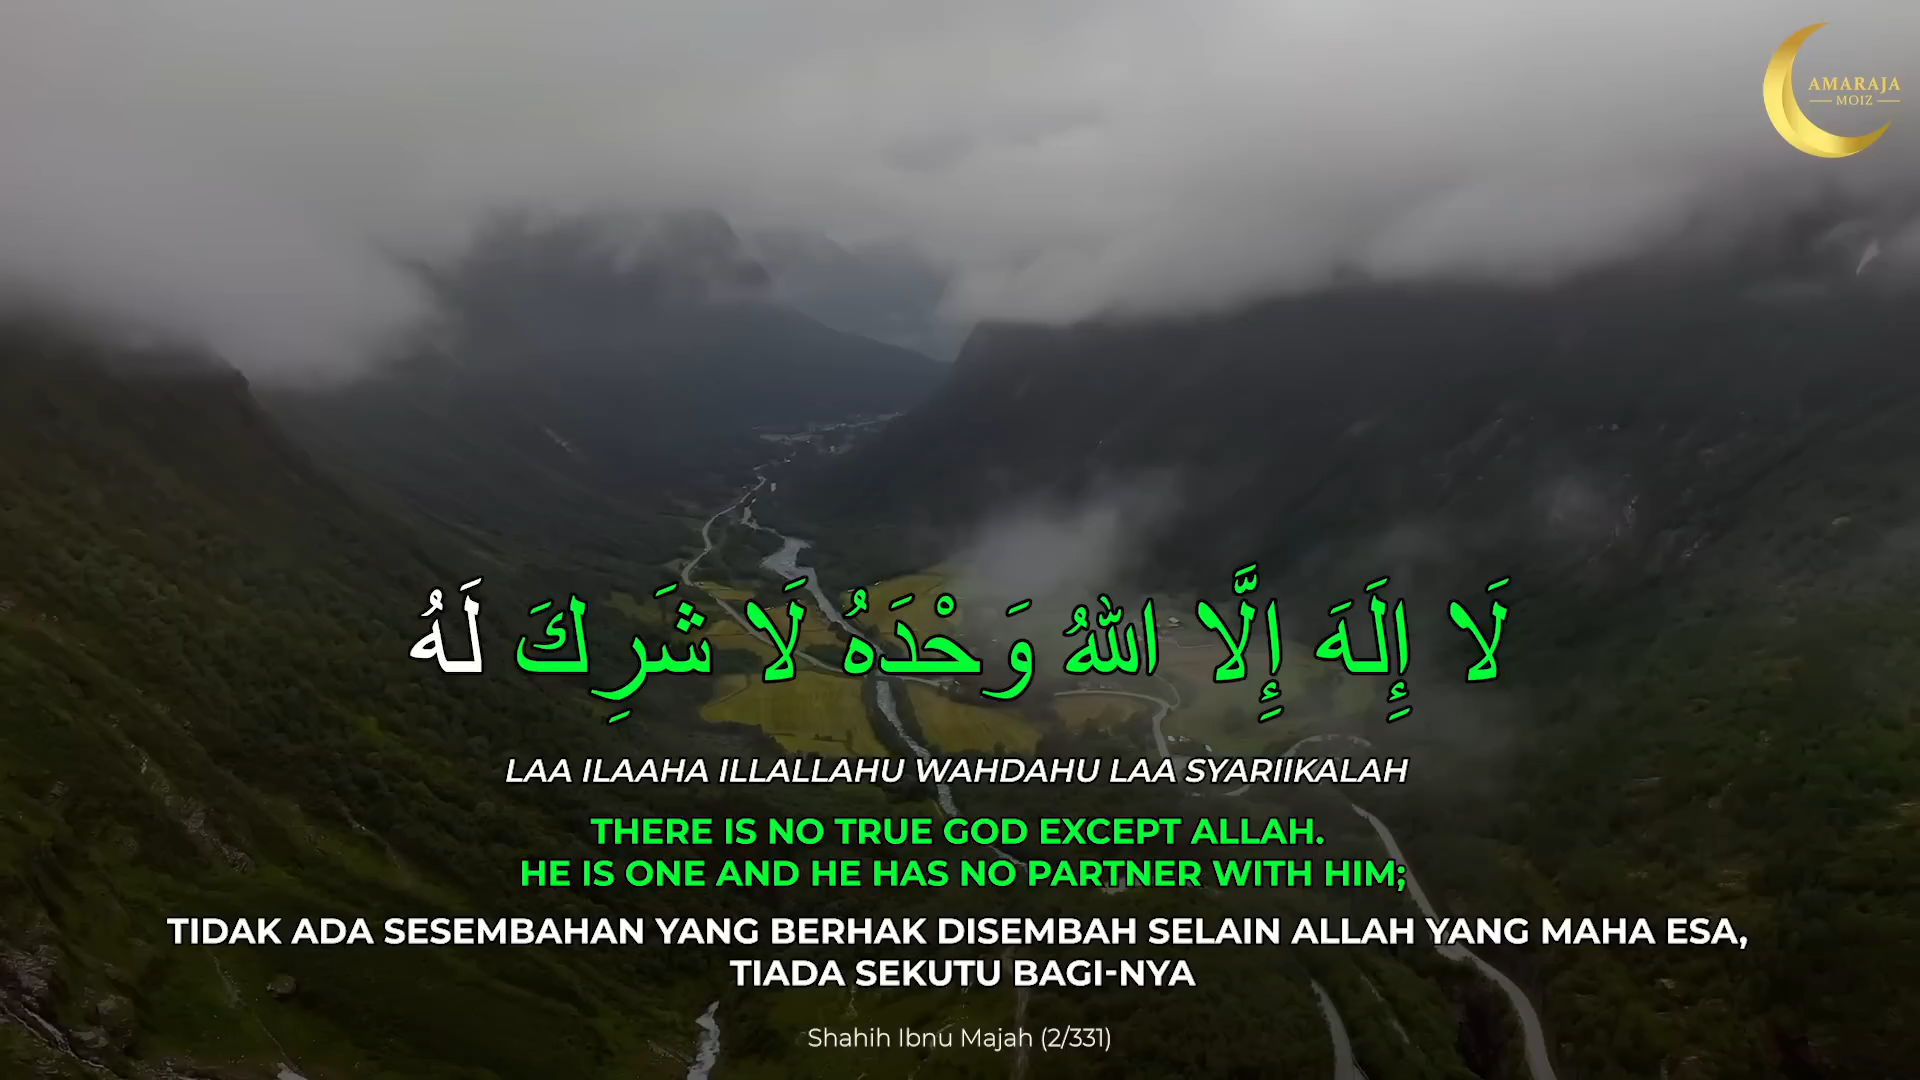 AMARAJA
MOIZ
لَا إِلَهَ إِلَّا اللهُ وَحْدَهُ لَا شَرِكَ لَهُ
LAA ILAAHA ILLALLAHU WAHDAHU LAA SYARIIKALAH
THERE IS NO TRUE GOD EXCEPT ALLAH.
HE IS ONE AND HE HAS NO PARTNER WITH HIM;
TIDAK ADA SESEMBAHAN YANG BERHAK DISEMBAH SELAIN ALLAH YANG MAHA ESA,
TIADA SEKUTU BAGI-NYA
Shahih Ibnu Majah (2/331)